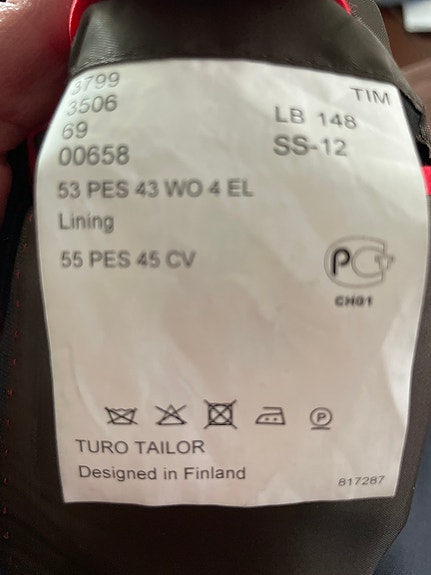 3799
TIM
3506
LB 148
69
SS-12
00658
53 PES 43 WO 4 EL
Lining
55 PES 45 CV
PC
CH01
P
TURO TAILOR
Designed in Finland
817287